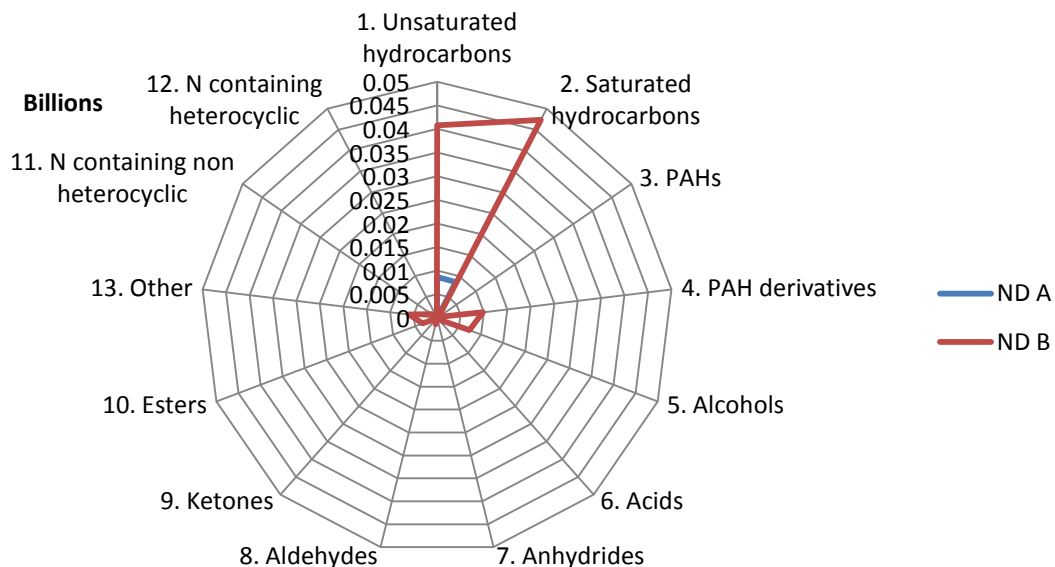 1. Unsaturated
hydrocarbons
2. Saturated
hydrocarbons
3. PAHs
4. PAH derivatives
5. Alcohols
6. Acids
7. Anhydrides
8. Aldehydes
9. Ketones
10. Esters
13. Other
11. N containing non
heterocyclic
12. N containing
heterocyclic
Billions
0.05
0.045
0.04
0.035
0.03
0.025
0.02
0.015
0.01
0.005
0
ND A
ND B